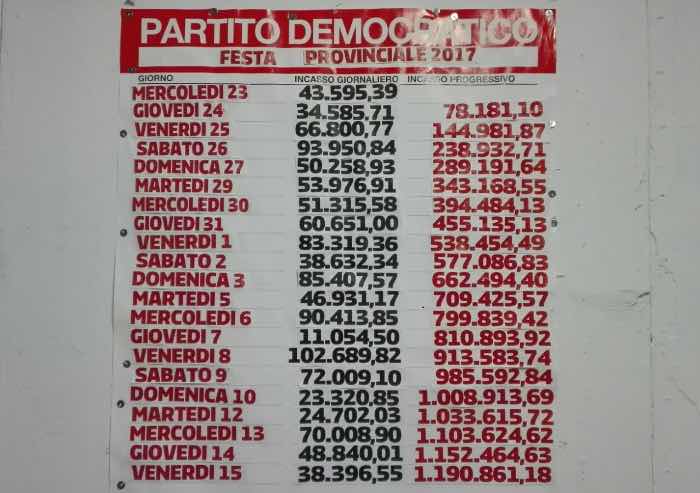 PARTITO DEMOCRATICO
FESTA PROVINCIALE 2017
GIORNO INCASSO GIORNALIERO INCASSO PROGRESSIVO
MERCOLEDI 23 43.595,39
GIOVEDI 24 34.585,71 78.181,10
VENERDI 25 66.800,77 144.981,87
SABATO 26 93.950,84 238.932,71
DOMENICA 27 50.258,93 289.191,64
MARTEDI 29 53.976,91 343.168,55
MERCOLEDI 30 51.315,58 394.484,13
GIOVEDI 31 60.651,00 455.135,13
VENERDI 1 83.319,36 538.454,49
SABATO 2 38.632,34 577.086,83
DOMENICA 3 85.407,57 662.494,40
MARTEDI 5 46.931,17 709.425,57
MERCOLEDI 6 90.413,85 799.839,42
GIOVEDI 7 11.054,50 810.893,92
VENERDI 8 102.689,82 913.583,74
SABATO 9 72.009,10 985.592,84
DOMENICA 10 23.320,85 1.008.913,69
MARTEDI 12 24.702,03 1.033.615,72
MERCOLEDI 13 70.008,90 1.103.624,62
GIOVEDI 14 48.840,01 1.152.464,63
VENERDI 15 38.396,55 1.190.861,18